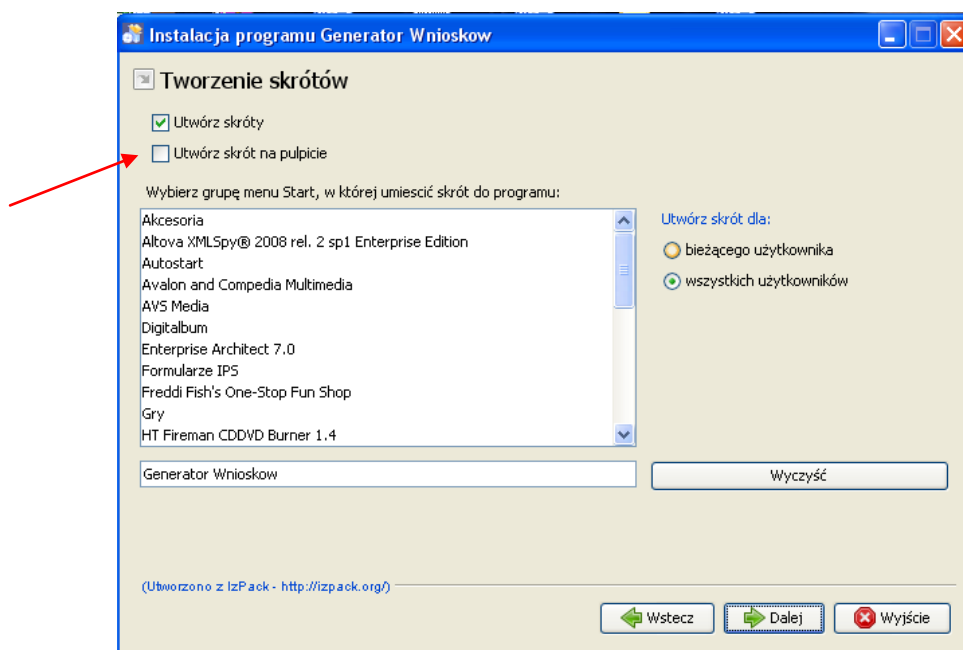 Instalacja programu Generator Wnioskow
Tworzenie skrótów
Utwórz skróty
Utwórz skrót na pulpicie
Wybierz grupę menu Start, w której umiescić skrót do programu:
Akcesoria
Altova XMLSpy® 2008 rel. 2 sp1 Enterprise Edition
Autostart
Avalon and Compedia Multimedia
AVS Media
Digitalbum
Enterprise Architect 7.0
Formularze IPS
Freddi Fish's One-Stop Fun Shop
Gry
HT Fireman CDDVD Burner 1.4
Utwórz skrót dla:
bieżącego użytkownika
wszystkich użytkowników
Generator Wnioskow
Wyczyść
(Utworzono z IzPack - http://izpack.org/)
Wstecz
Dalej
Wyjście